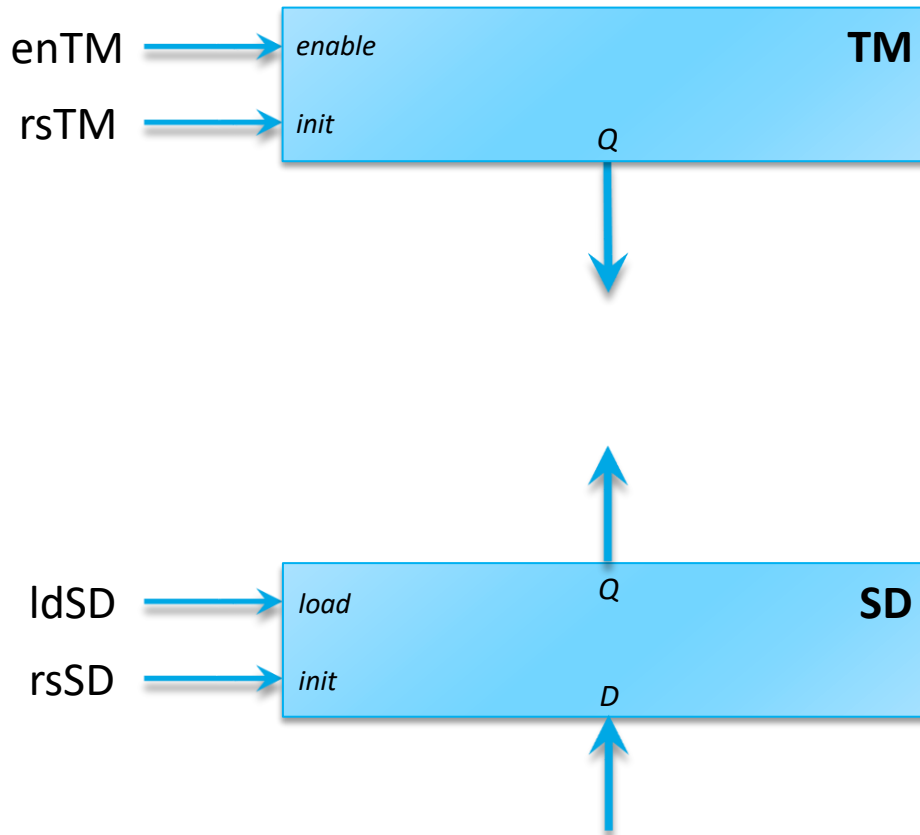 enTM
enable
TM
rsTM
init
Q
ldSD
load
Q
SD
rsSD
init
D